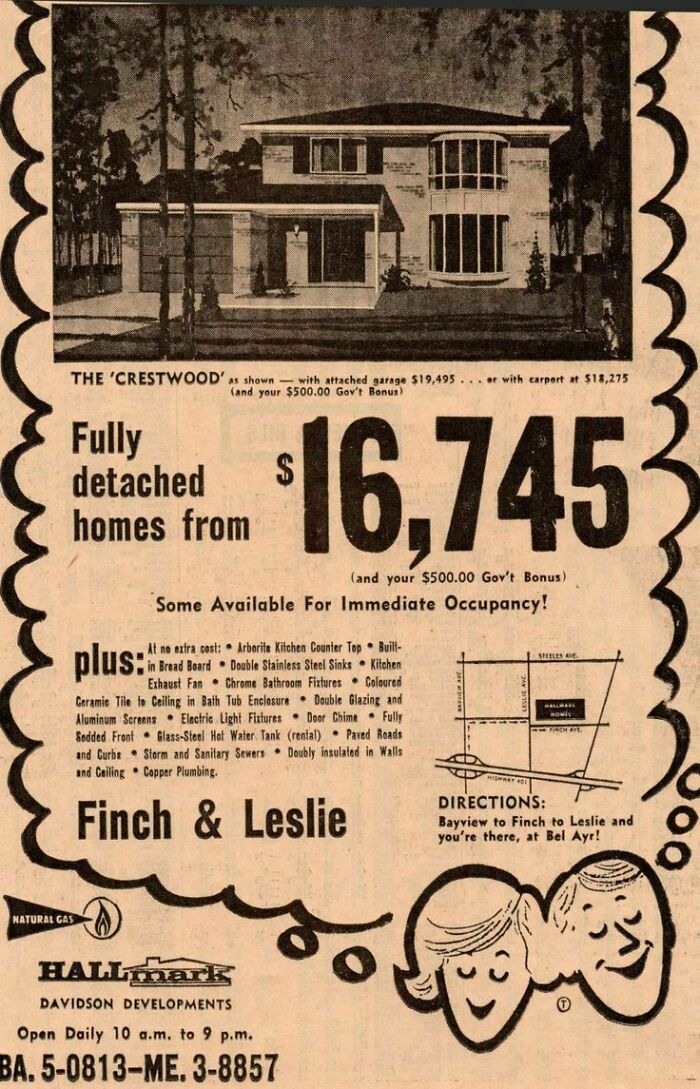 THE 'CRESTWOOD' as shown — with attached garage $19,495 . . . or with carport at $18,275
(and your $500.00 Gov't Bonus)
Fully
detached
homes from
$16,745
(and your $500.00 Gov't Bonus)
Some Available For Immediate Occupancy!
plus: At no extra cost: • Arborite Kitchen Counter Top • Built-
in Bread Board • Double Stainless Steel Sinks • Kitchen
Exhaust Fan • Chrome Bathroom Fixtures • Coloured
Ceramic Tile to Ceiling in Bath Tub Enclosure • Double Glazing and
Aluminum Screens • Electric Light Fixtures • Door Chime • Fully
Sodded Front • Glass-Steel Hot Water Tank (rental) • Paved Roads
and Curbs • Storm and Sanitary Sewers • Doubly insulated in Walls
and Ceiling • Copper Plumbing.
STEELES AVE.
BAYVIEW AVE.
LESLIE AVE.
HALLMARK
HOMES
FINCH AVE.
HIGHWAY 401
DIRECTIONS:
Bayview to Finch to Leslie and
you're there, at Bel Ayr!
Finch & Leslie
NATURAL GAS
HALLmark
DAVIDSON DEVELOPMENTS
Open Daily 10 a.m. to 9 p.m.
BA. 5-0813–ME. 3-8857
T